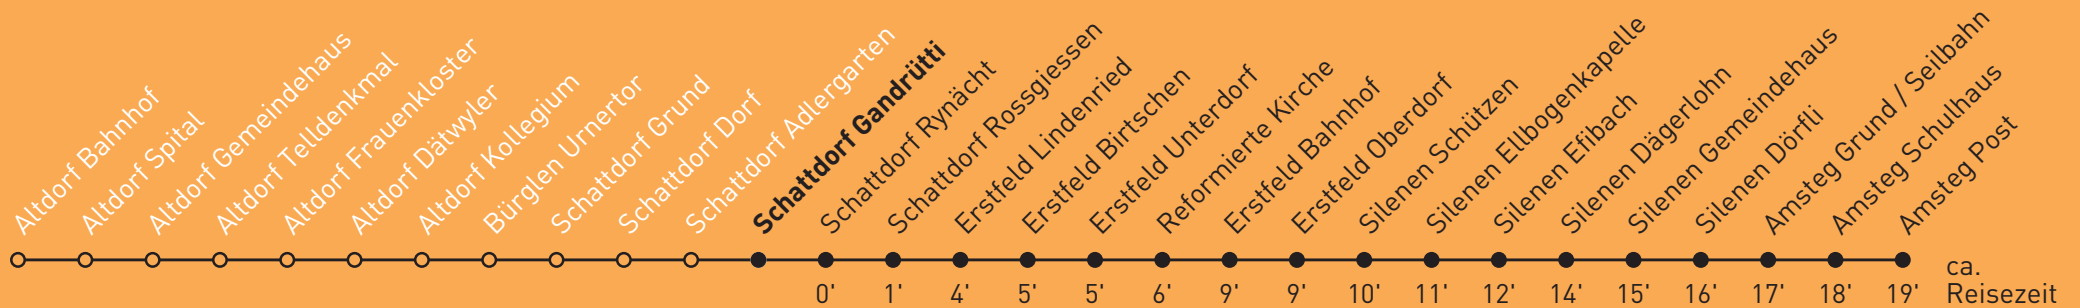 Altdorf Bahnhof
Altdorf Spital
Altdorf Gemeindehaus
Altdorf Telldenkmal
Altdorf Frauenkloster
Altdorf Dätwyler
Altdorf Kollegium
Bürglen Urnertor
Schattdorf Grund
Schattdorf Dorf
Schattdorf Adlergarten
Schattdorf Gandrütti
Schattdorf Rynächt
Schattdorf Rossgiessen
Erstfeld Lindenried
Erstfeld Birtschen
Erstfeld Unterdorf
Reformierte Kirche
Erstfeld Bahnhof
Erstfeld Oberdorf
Silenen Schützen
Silenen Ellbogenkapelle
Silenen Efibach
Silenen Dägerlohn
Silenen Gemeindehaus
Silenen Dörfli
Amsteg Grund / Seilbahn
Amsteg Schulhaus
Amsteg Post
0' 1' 4' 5' 5' 6' 9' 9' 10' 11' 12' 14' 15' 16' 17' 18' 19'
ca.
Reisezeit